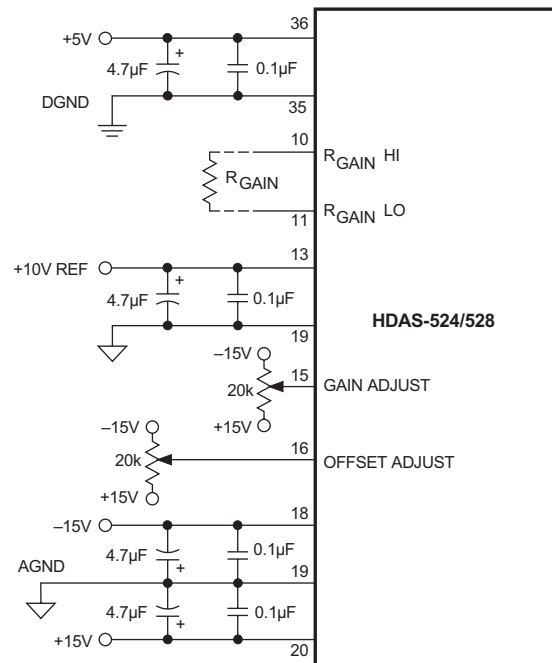 36
+5V
+
4.7µF
0.1µF
DGND
35
10
RGAIN HI
RGAIN
RGAIN LO
11
13
+10V REF
+
4.7µF
0.1µF
HDAS-524/528
19
–15V
15
GAIN ADJUST
20k
+15V
–15V
16
20k
OFFSET ADJUST
+15V
18
–15V
4.7µF
0.1µF
+
AGND
19
4.7µF
0.1µF
+
+15V
20